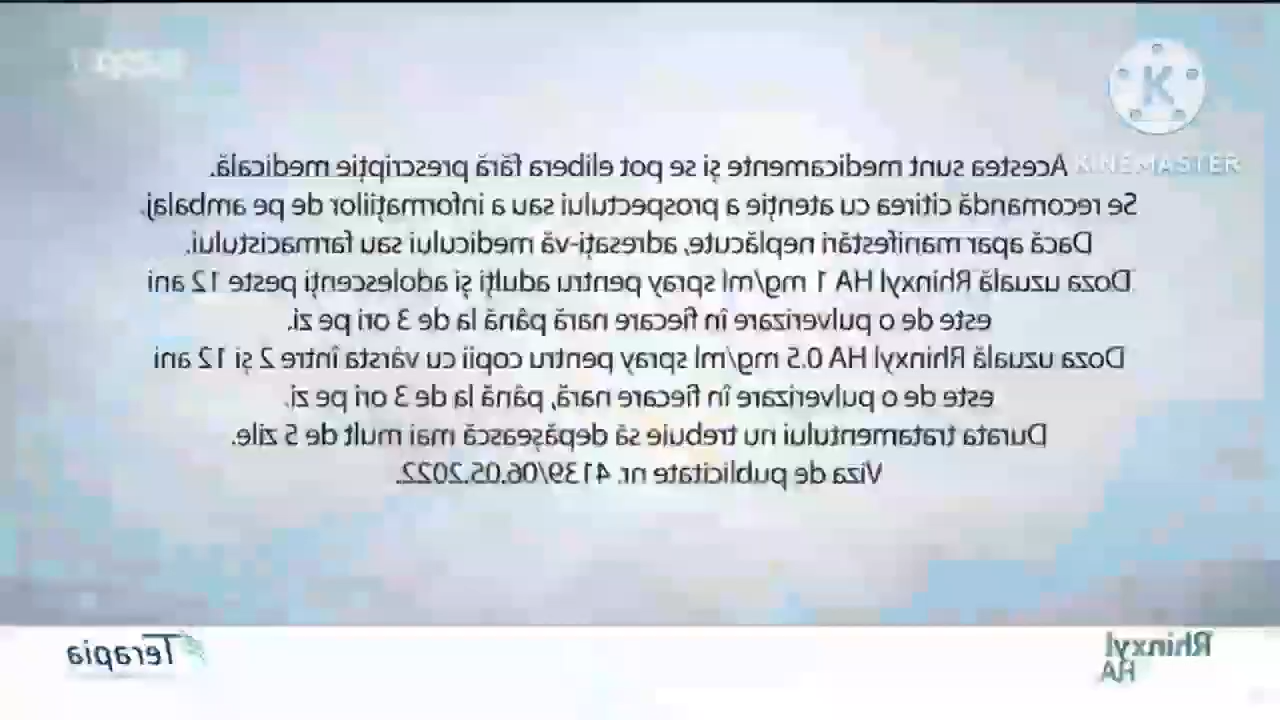 KINEMASTER
Acestea sunt medicamente și se pot elibera fără prescripție medicală.
Se recomandă citirea cu atenție a prospectului sau a informațiilor de pe ambalaj.
Dacă apar manifestări neplăcute, adresați-vă medicului sau farmacistului.
Doza uzuală Rhinxyl HA 1 mg/ml spray pentru adulți și adolescenți peste 12 ani
este de o pulverizare în fiecare nară până la de 3 ori pe zi.
Doza uzuală Rhinxyl HA 0.5 mg/ml spray pentru copii cu vârsta între 2 și 12 ani
este de o pulverizare în fiecare nară, până la de 3 ori pe zi.
Durata tratamentului nu trebuie să depășească mai mult de 5 zile.
Viza de publicitate nr. 4139/06.05.2022.
Rhinxyl
HA
Terapia